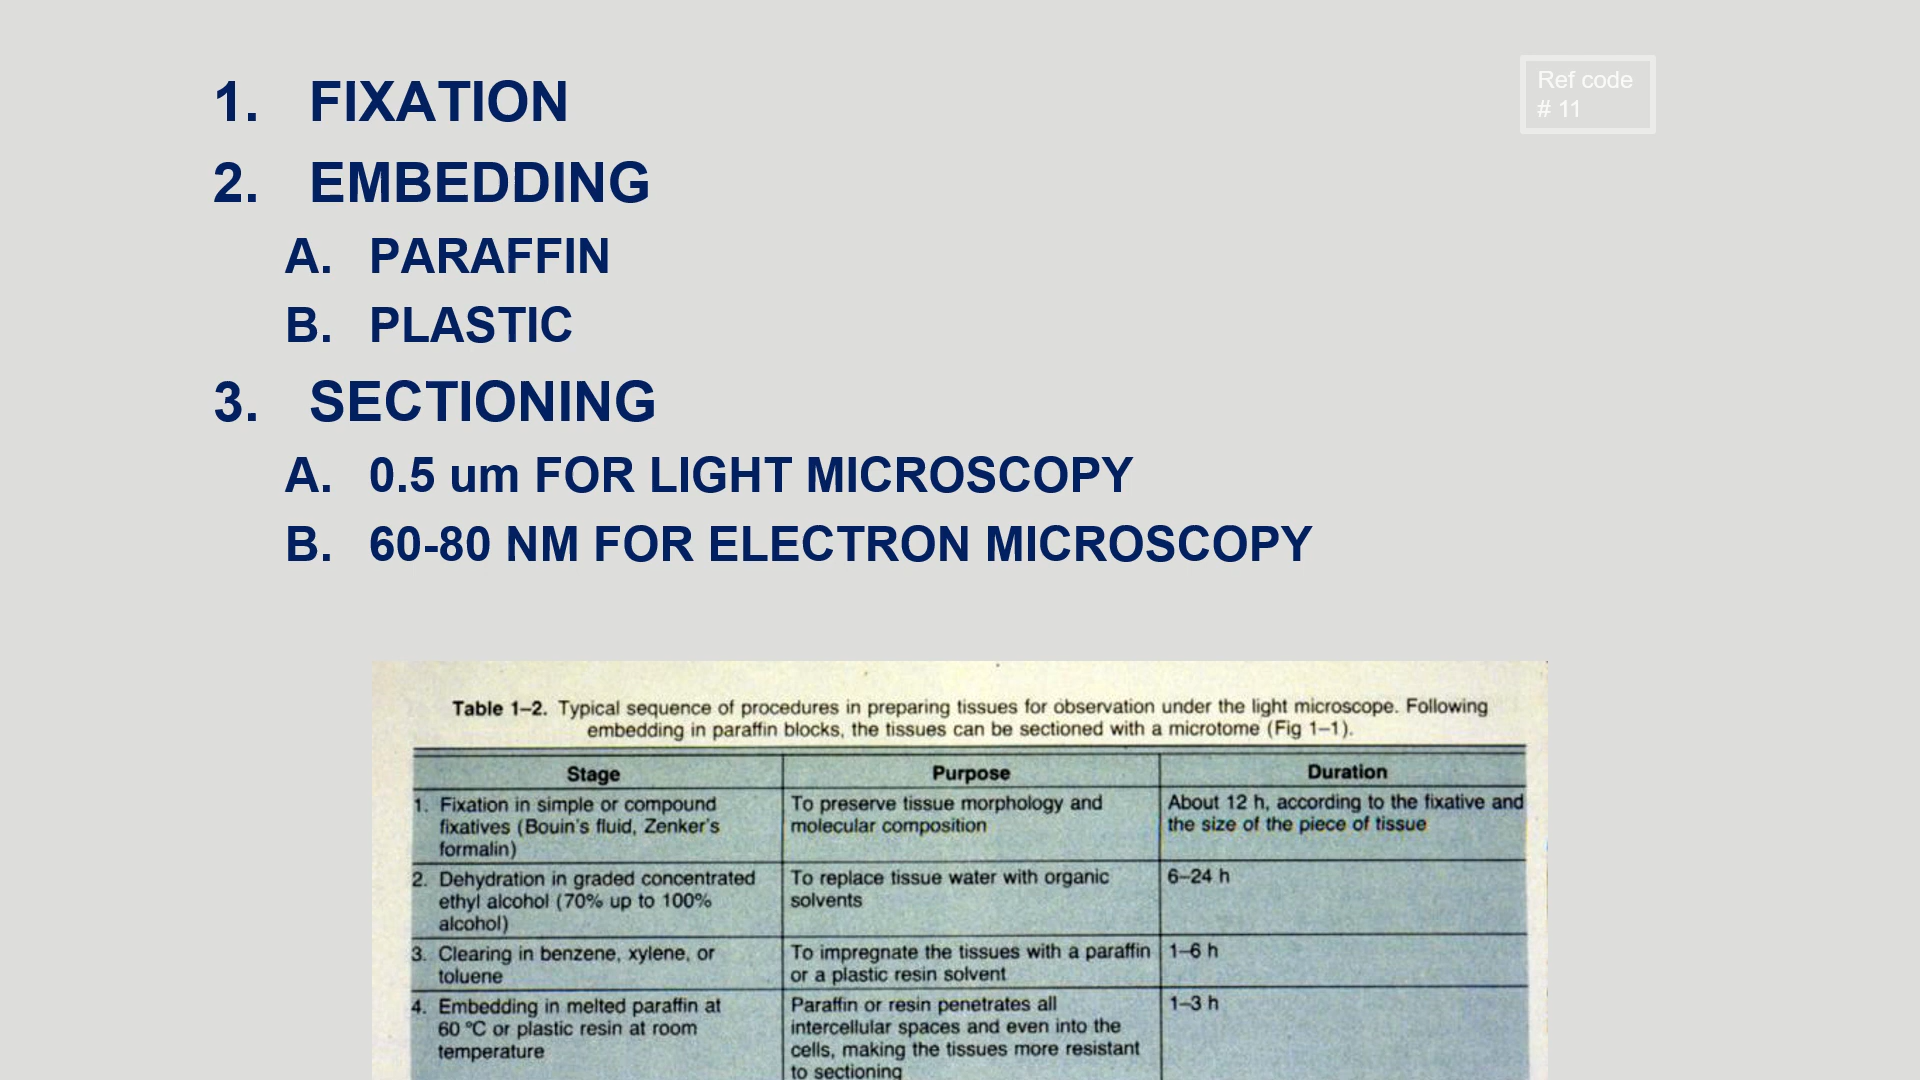 1. FIXATION
2. EMBEDDING
A. PARAFFIN
B. PLASTIC
3. SECTIONING
A. 0.5 um FOR LIGHT MICROSCOPY
B. 60-80 NM FOR ELECTRON MICROSCOPY
Ref code
# 11
Table 1–2. Typical sequence of procedures in preparing tissues for observation under the light microscope. Following
embedding in paraffin blocks, the tissues can be sectioned with a microtome (Fig 1–1).
Stage Purpose Duration
1. Fixation in simple or compound
fixatives (Bouin's fluid, Zenker's
formalin)
To preserve tissue morphology and
molecular composition
About 12 h, according to the fixative and
the size of the piece of tissue
2. Dehydration in graded concentrated
ethyl alcohol (70% up to 100%
alcohol)
To replace tissue water with organic
solvents
6–24 h
3. Clearing in benzene, xylene, or
toluene
To impregnate the tissues with a paraffin
or a plastic resin solvent
1–6 h
4. Embedding in melted paraffin at
60 °C or plastic resin at room
temperature
Paraffin or resin penetrates all
intercellular spaces and even into the
cells, making the tissues more resistant
to sectioning
1–3 h